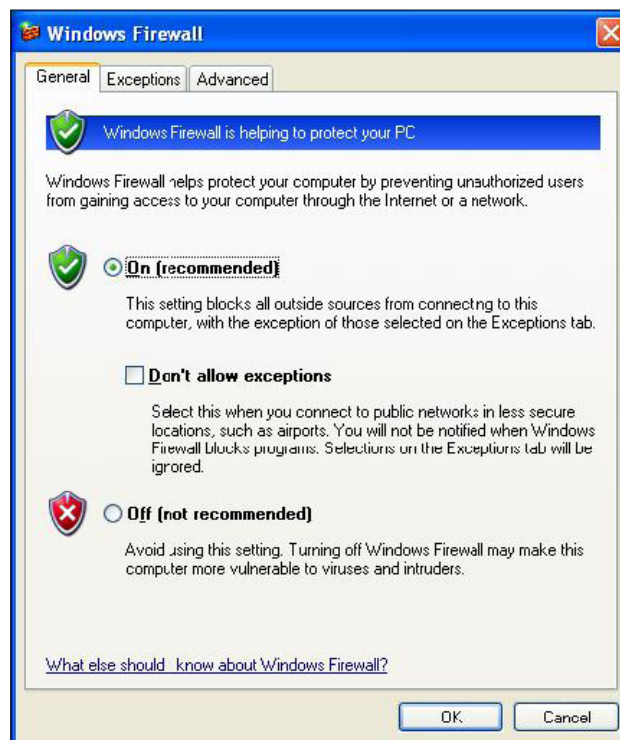 Windows Firewall
General Exceptions Advanced
Windows Firewall is helping to protect your PC
Windows Firewall helps protect your computer by preventing unauthorized users
from gaining access to your computer through the Internet or a network.
On (recommended)
This setting blocks all outside sources from connecting to this
computer, with the exception of those selected on the Exceptions tab.
Don't allow exceptions
Select this when you connect to public networks in less secure
locations, such as airports. You will not be notified when Windows
Firewall blocks programs. Selections on the Exceptions tab will be
ignored.
Off (not recommended)
Avoid using this setting. Turning off Windows Firewall may make this
computer more vulnerable to viruses and intruders.
What else should I know about Windows Firewall?
OK Cancel